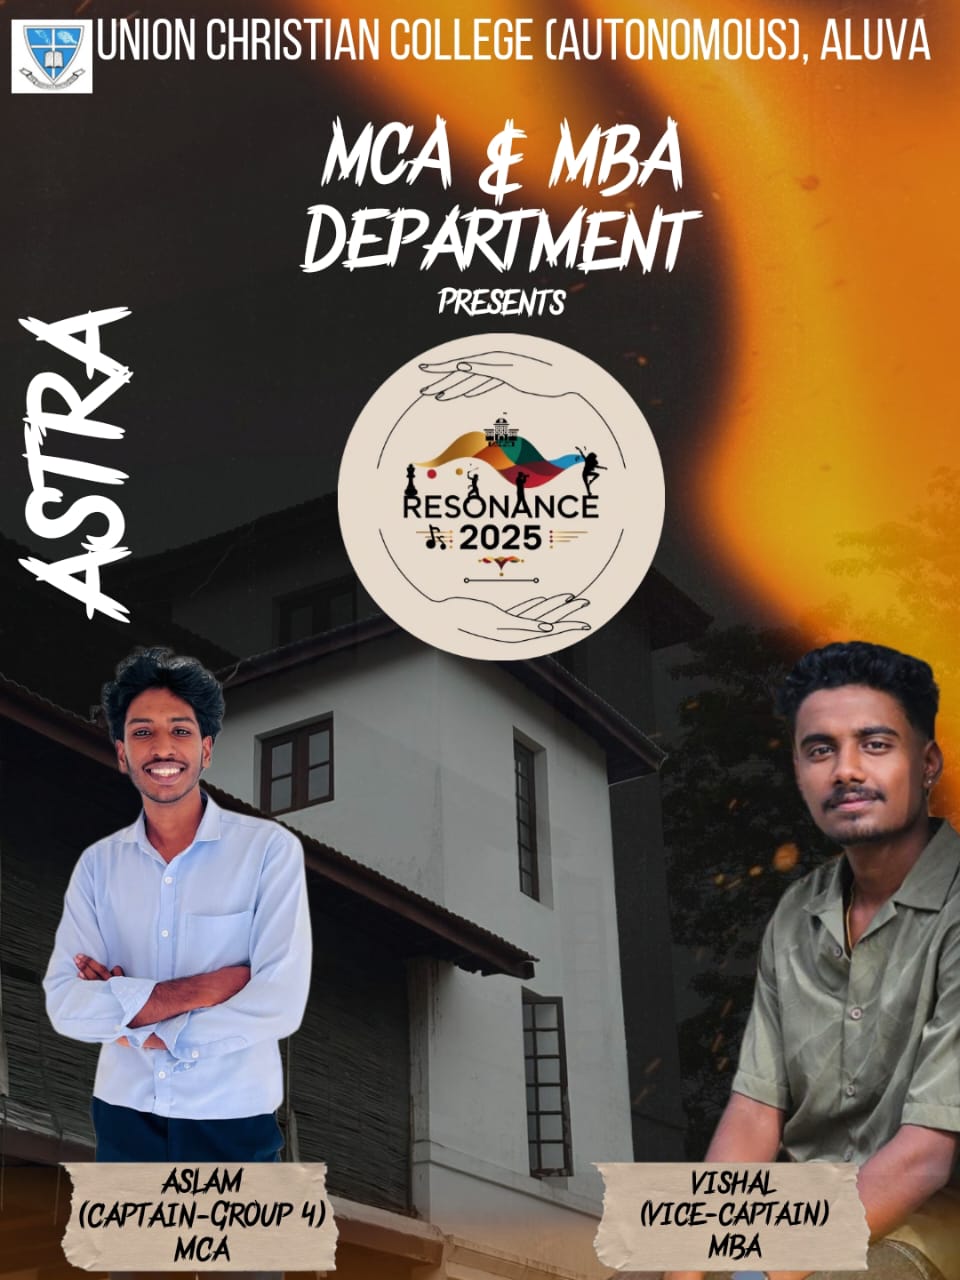 UNION CHRISTIAN COLLEGE (AUTONOMOUS), ALUVA
MCA & MBA
DEPARTMENT
PRESENTS
ASTRA
RESONANCE
2025
ASLAM
(CAPTAIN-GROUP 4)
MCA
VISHAL
(VICE-CAPTAIN)
MBA